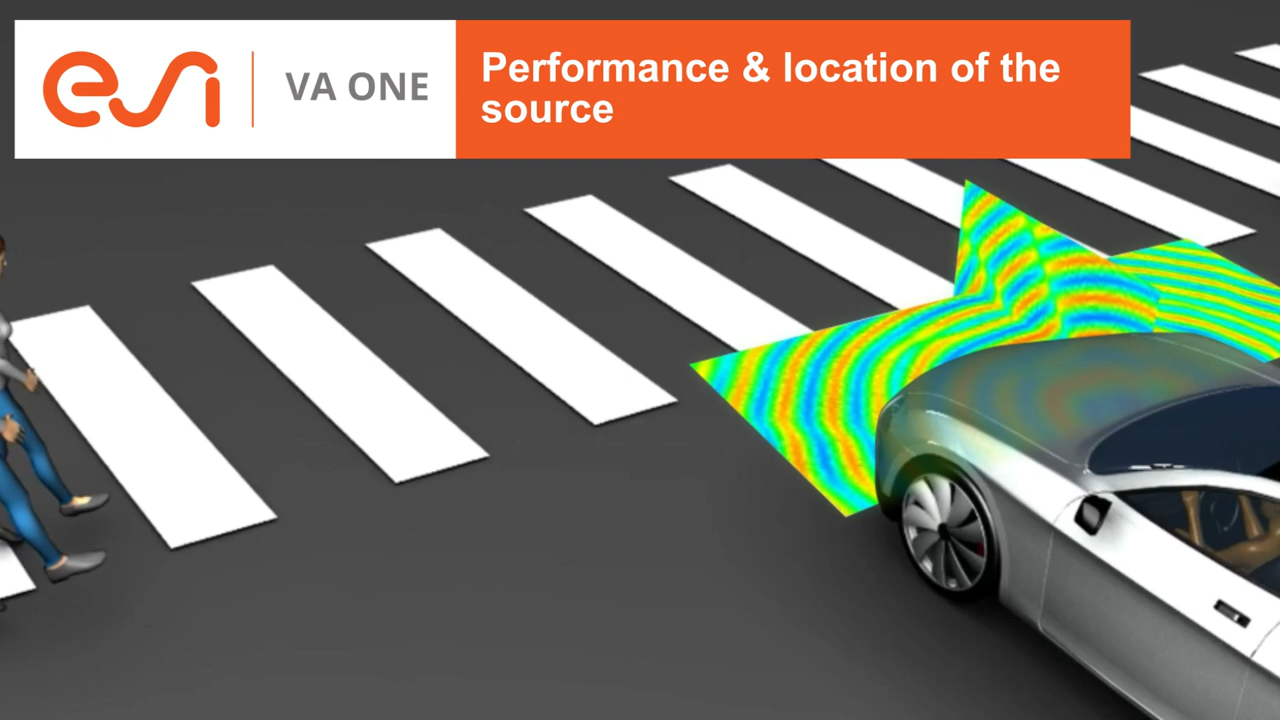 esi
VA ONE
Performance & location of the
source